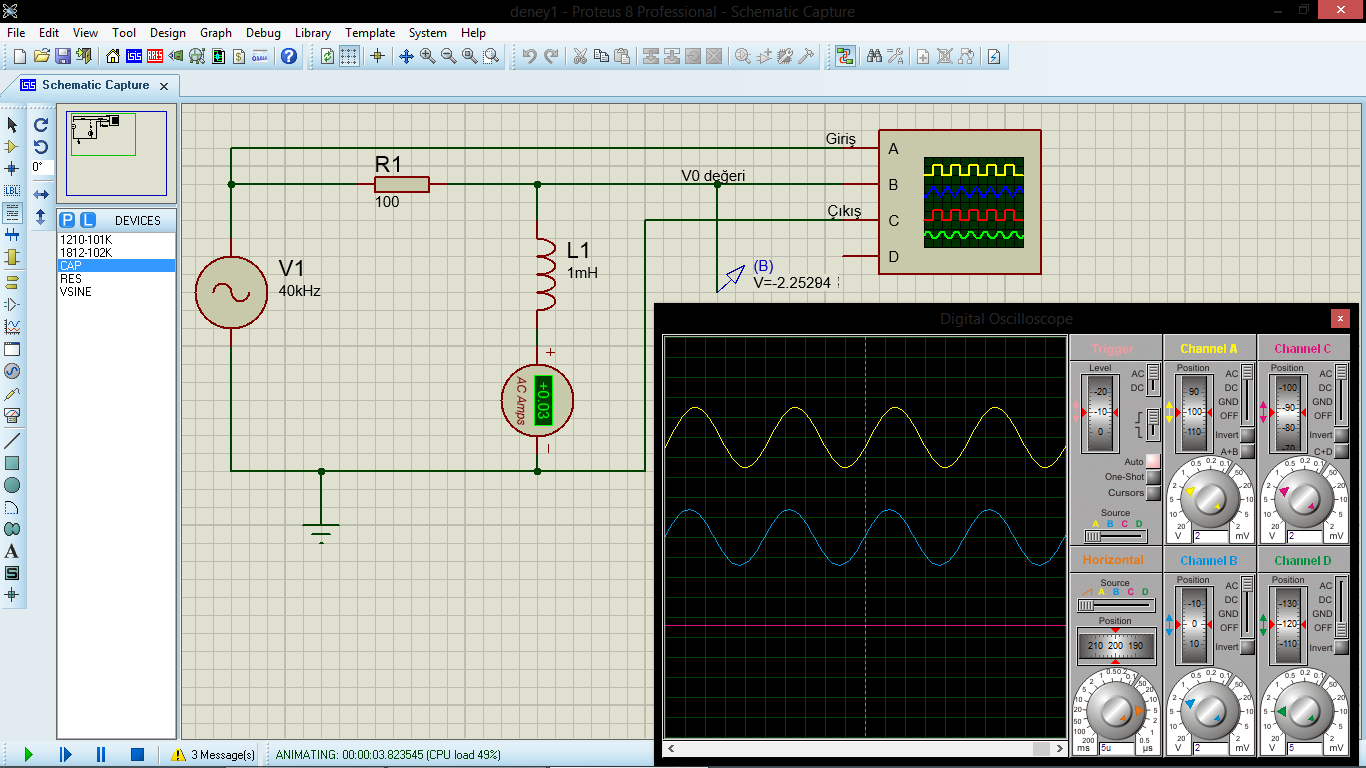 deney1 - Proteus 8 Professional - Schematic Capture
File Edit View Tool Design Graph Debug Library Template System Help
Schematic Capture
0°
LBL
P L DEVICES
1210-101K
1812-102K
CAP
RES
VSINE
R1
100
V1
40kHz
L1
1mH
+
AC Amps
+0.03
Giriş
V0 değeri
Çıkış
A
B
C
D
(B)
V=-2.25294
Digital Oscilloscope
Trigger
Level
AC
DC
-20
-10
0
Auto
One-Shot
Cursors
Source
A B C D
Channel A
Position
AC
DC
GND
OFF
90
100
110
Invert
A+B
V 2 mV
Channel C
Position
AC
DC
GND
OFF
-100
-90
-80
-70
Invert
C+D
V 2 mV
Horizontal
Source
A B C D
Position
210 200 190
ms 5u µs
Channel B
Position
AC
DC
GND
OFF
-10
0
10
Invert
V 2 mV
Channel D
Position
AC
DC
GND
OFF
-130
-120
-110
Invert
V 5 mV
3 Message(s)
ANIMATING: 00:00:03.823545 (CPU load 49%)